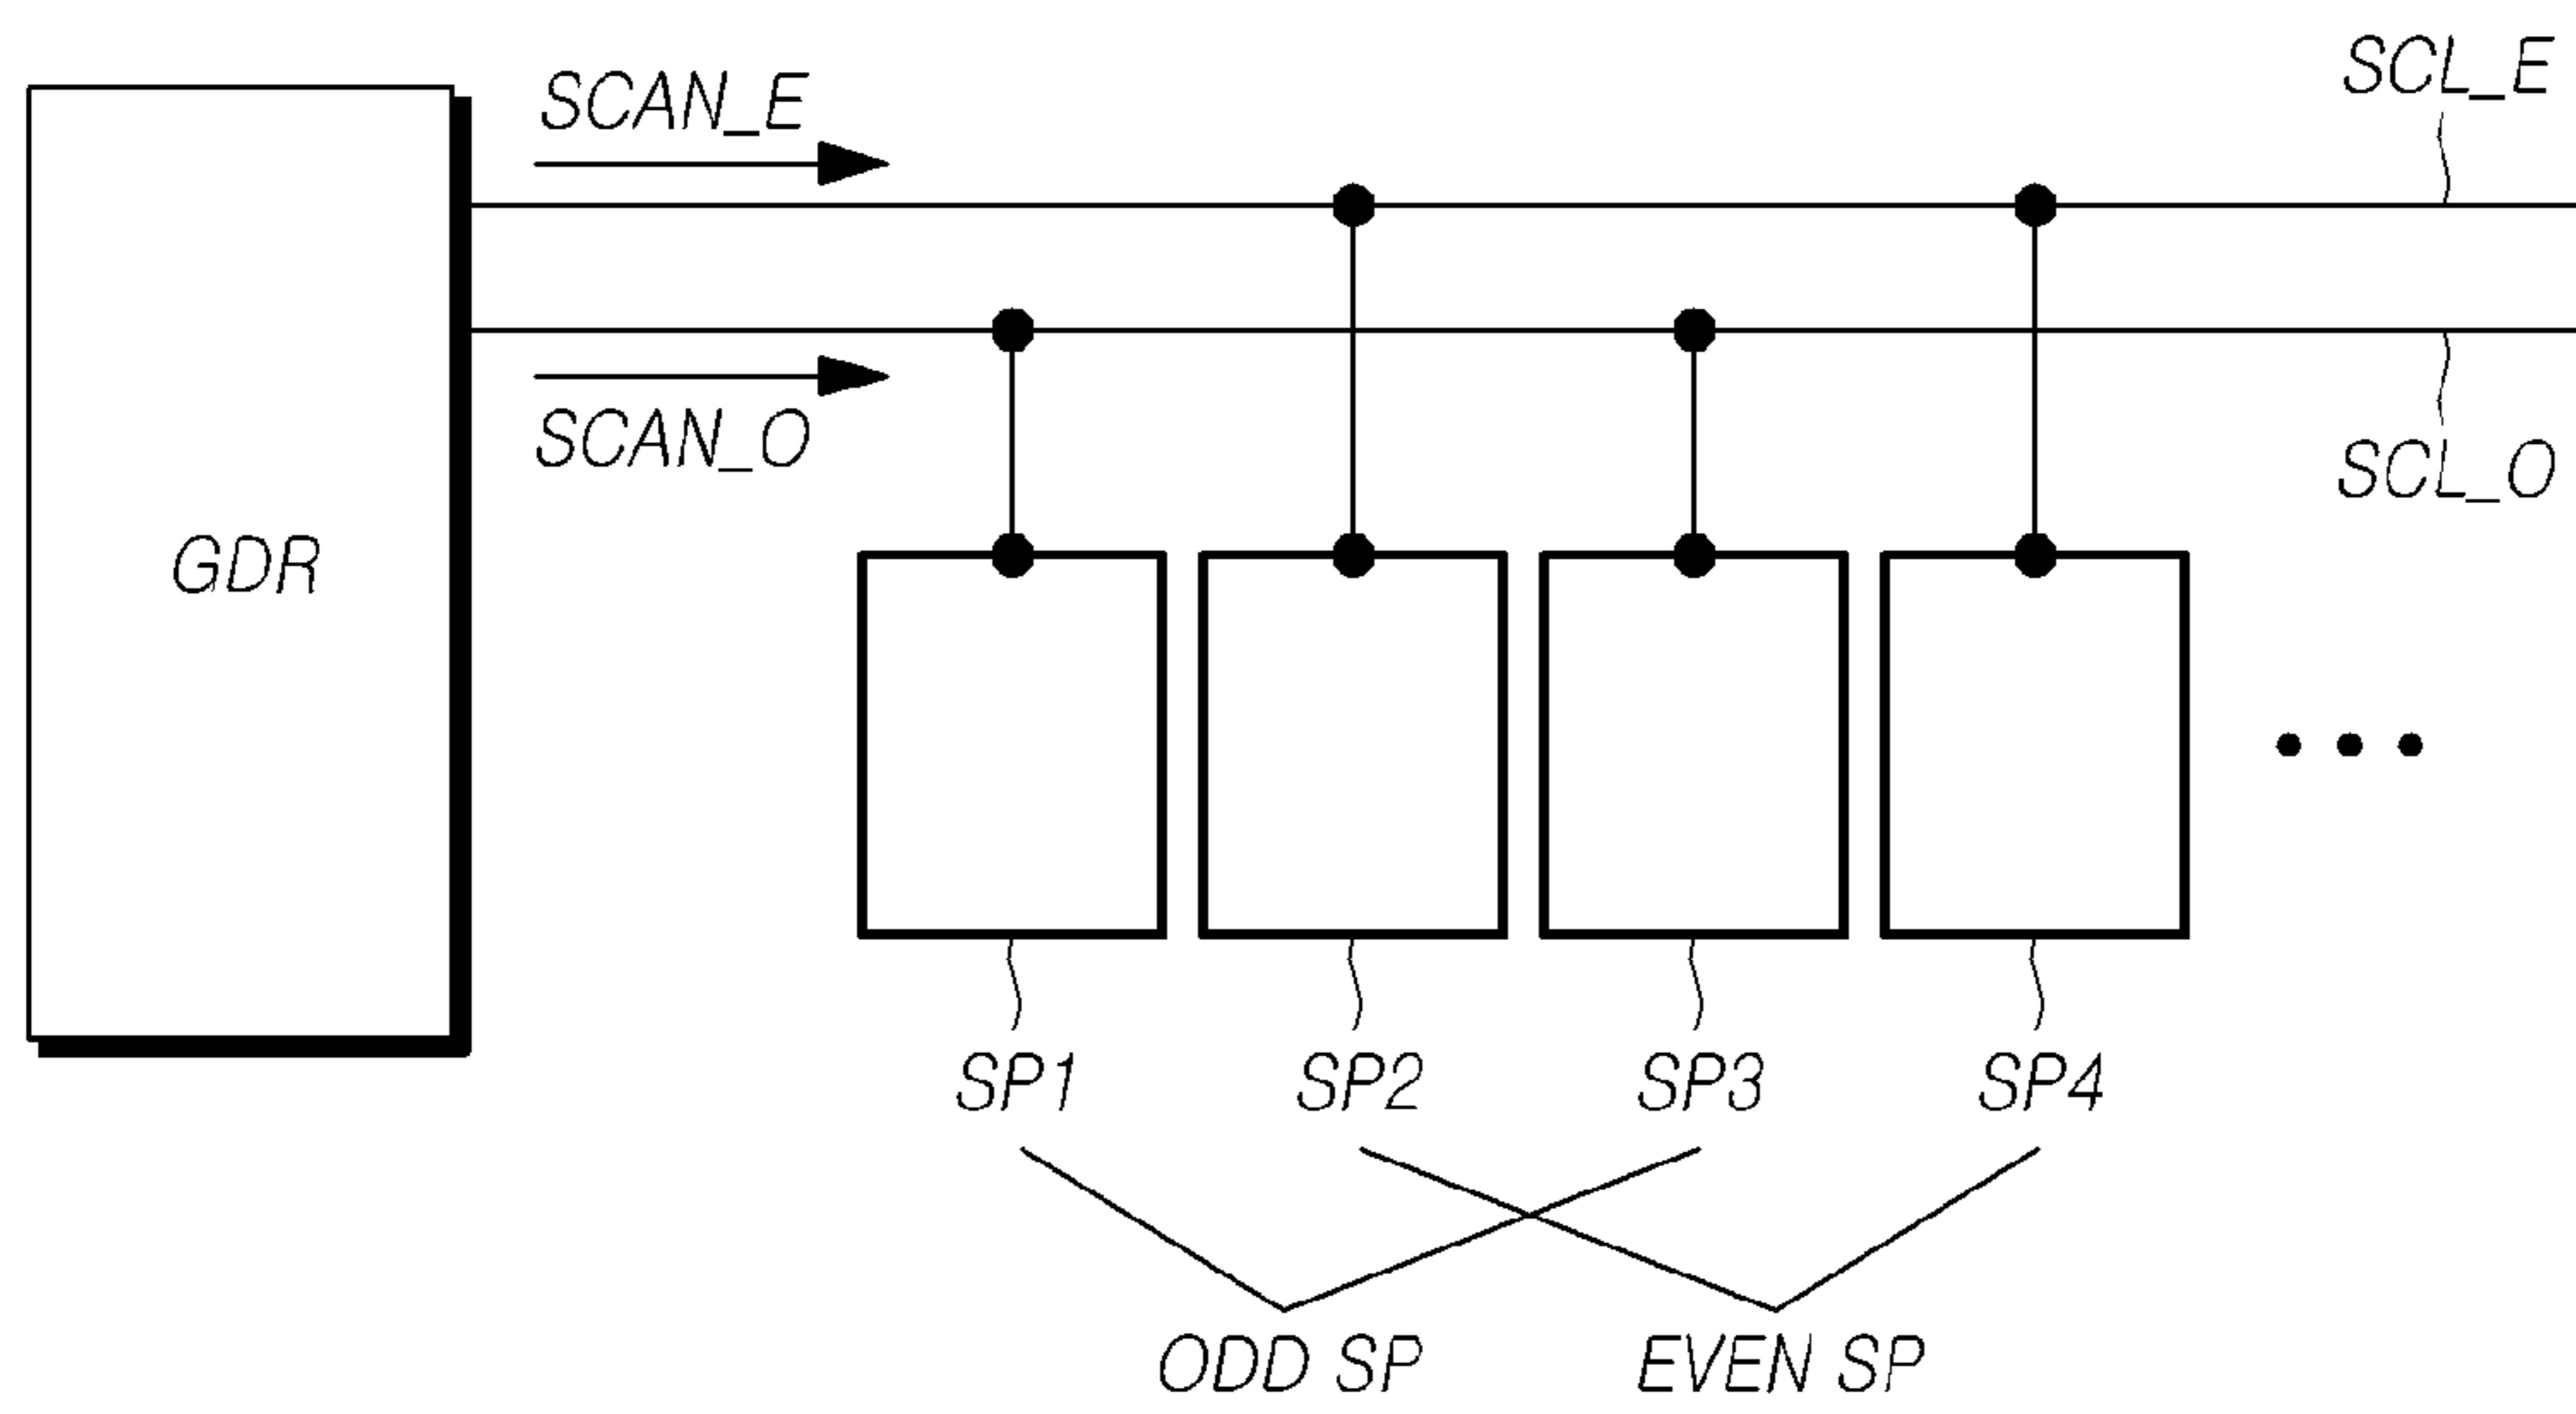 SCL_E
SCAN_E
SCAN_O
SCL_O
GDR
SP1 SP2 SP3 SP4
ODD SP EVEN SP